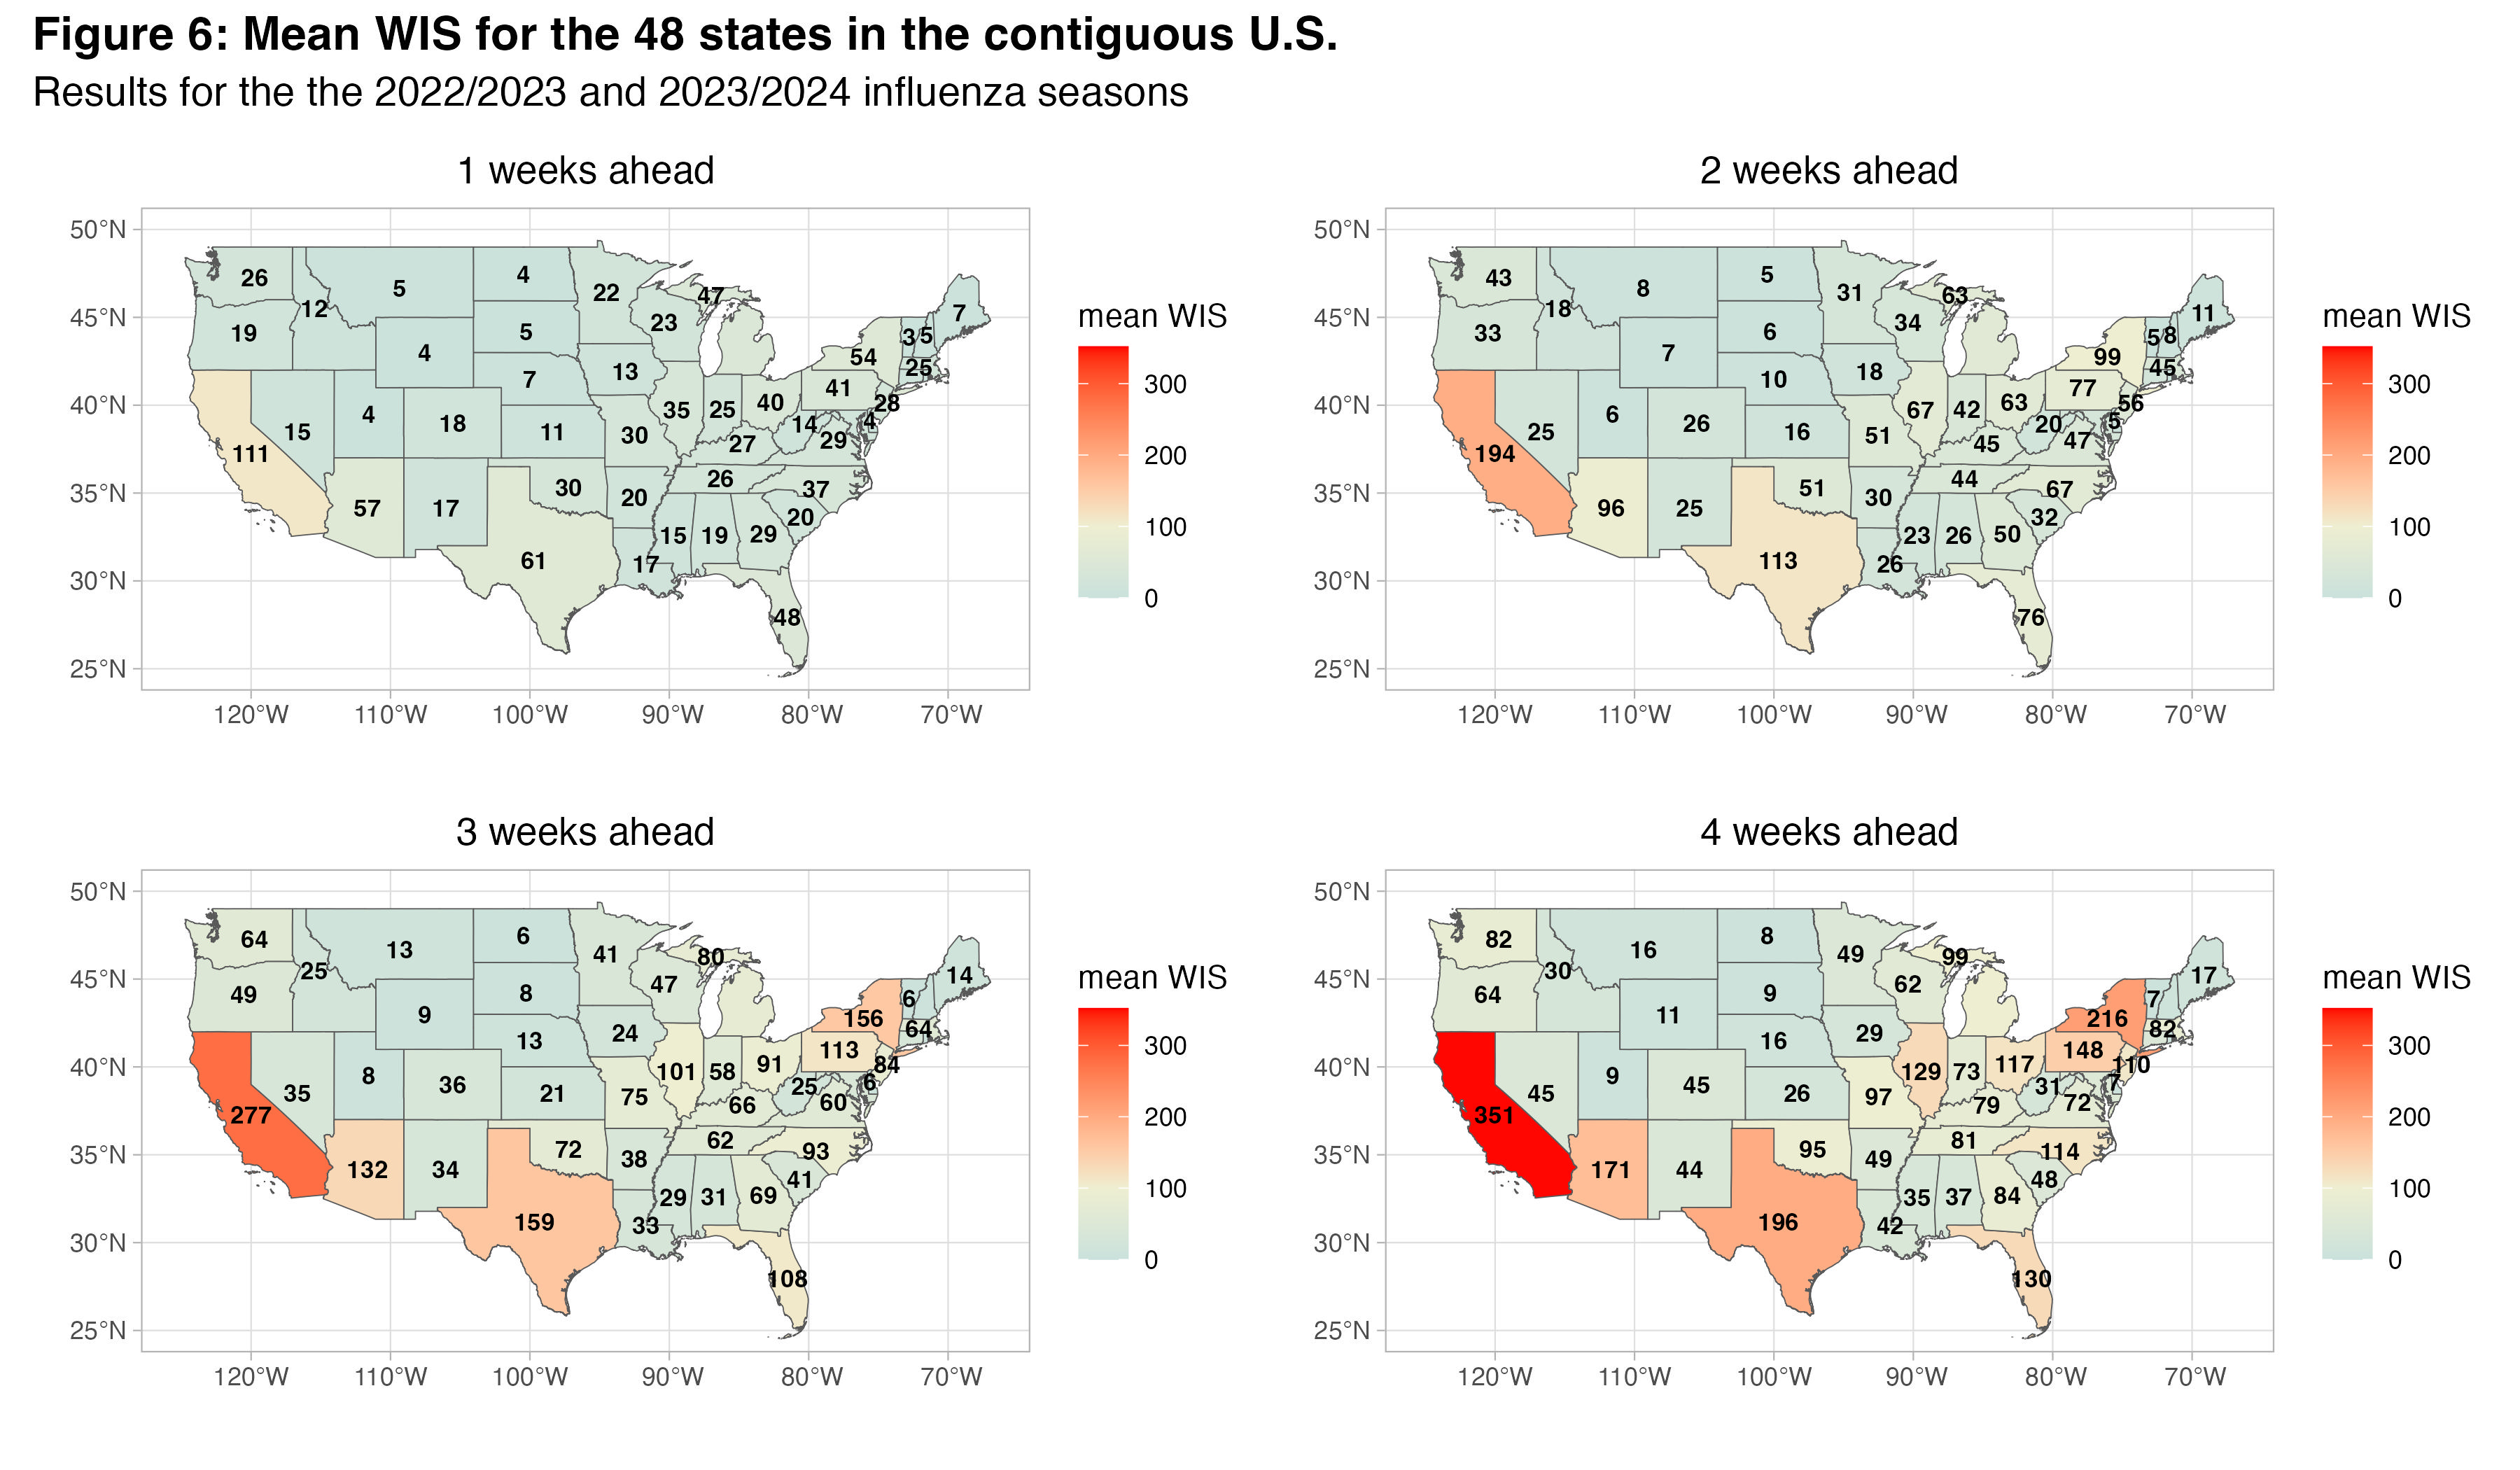 Figure 6: Mean WIS for the 48 states in the contiguous U.S.
Results for the the 2022/2023 and 2023/2024 influenza seasons
1 weeks ahead
50°N
45°N
40°N
35°N
30°N
25°N
120°W 110°W 100°W 90°W 80°W 70°W
26 5 4 22 47 7
19 12 4 5 23 54 3 5
13 25
15 4 18 7 35 25 40 41 28
111 11 30 27 14 29 4
57 17 30 20 26 37
61 17 15 19 29 20
48
mean WIS
300
200
100
0
2 weeks ahead
50°N
45°N
40°N
35°N
30°N
25°N
120°W 110°W 100°W 90°W 80°W 70°W
43 8 5 31 63 11
33 18 7 6 34 99 5 8
18 45
25 6 26 10 67 42 63 77 56
194 16 51 45 20 47 5
96 25 51 30 44 67
113 26 23 26 50 32
76
mean WIS
300
200
100
0
3 weeks ahead
50°N
45°N
40°N
35°N
30°N
25°N
120°W 110°W 100°W 90°W 80°W 70°W
64 13 6 41 80 14
49 25 9 8 47 156 6
24 64
35 8 36 13 101 58 91 113 84
277 21 75 66 25 60 6
132 34 72 38 62 93
159 33 29 31 69 41
108
mean WIS
300
200
100
0
4 weeks ahead
50°N
45°N
40°N
35°N
30°N
25°N
120°W 110°W 100°W 90°W 80°W 70°W
82 16 8 49 99 17
64 30 11 9 62 216 7
29 82
45 9 45 16 129 73 117 148 110
351 26 97 79 31 72 7
171 44 95 49 81 114
196 42 35 37 84 48
130
mean WIS
300
200
100
0